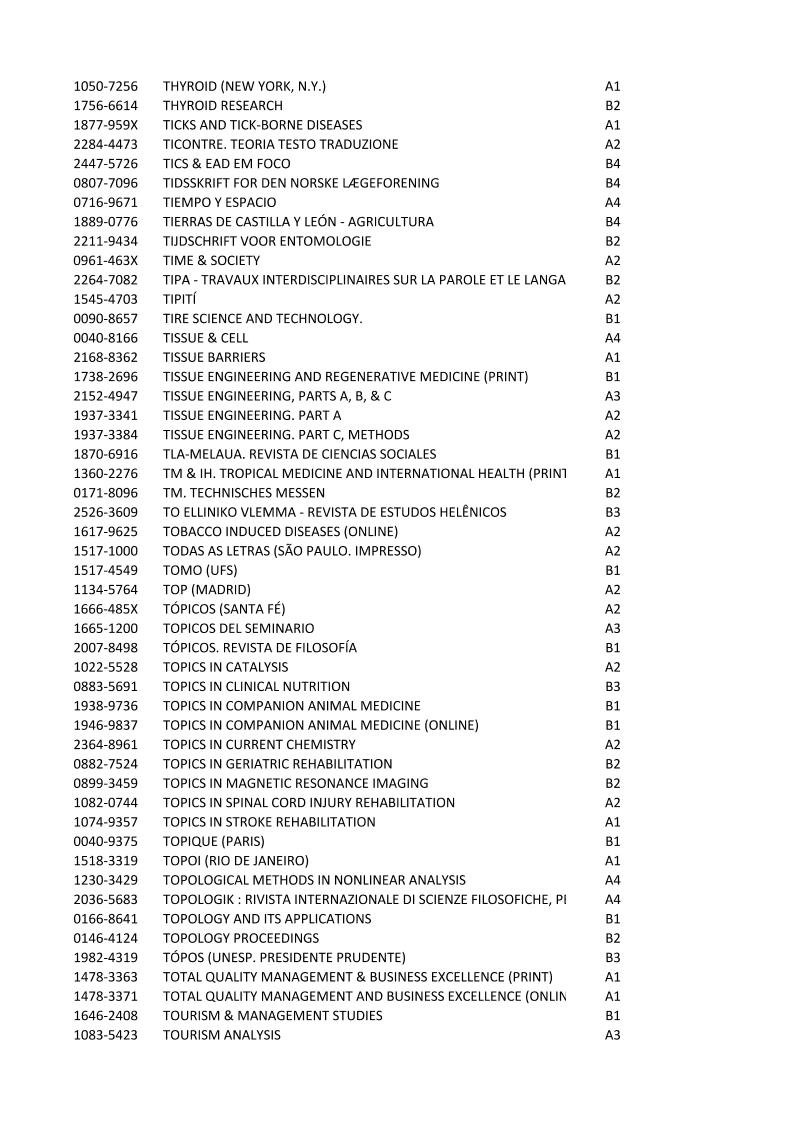 1050-7256 THYROID (NEW YORK, N.Y.) A1
1756-6614 THYROID RESEARCH B2
1877-959X TICKS AND TICK-BORNE DISEASES A1
2284-4473 TICONTRE. TEORIA TESTO TRADUZIONE A2
2447-5726 TICS & EAD EM FOCO B4
0807-7096 TIDSSKRIFT FOR DEN NORSKE LÆGEFORENING B4
0716-9671 TIEMPO Y ESPACIO A4
1889-0776 TIERRAS DE CASTILLA Y LEÓN - AGRICULTURA B4
2211-9434 TIJDSCHRIFT VOOR ENTOMOLOGIE B2
0961-463X TIME & SOCIETY A2
2264-7082 TIPA - TRAVAUX INTERDISCIPLINAIRES SUR LA PAROLE ET LE LANGA B2
1545-4703 TIPITÍ A2
0090-8657 TIRE SCIENCE AND TECHNOLOGY. B1
0040-8166 TISSUE & CELL A4
2168-8362 TISSUE BARRIERS A1
1738-2696 TISSUE ENGINEERING AND REGENERATIVE MEDICINE (PRINT) B1
2152-4947 TISSUE ENGINEERING, PARTS A, B, & C A3
1937-3341 TISSUE ENGINEERING. PART A A2
1937-3384 TISSUE ENGINEERING. PART C, METHODS A2
1870-6916 TLA-MELAUA. REVISTA DE CIENCIAS SOCIALES B1
1360-2276 TM & IH. TROPICAL MEDICINE AND INTERNATIONAL HEALTH (PRINT A1
0171-8096 TM. TECHNISCHES MESSEN B2
2526-3609 TO ELLINIKO VLEMMA - REVISTA DE ESTUDOS HELÊNICOS B3
1617-9625 TOBACCO INDUCED DISEASES (ONLINE) A2
1517-1000 TODAS AS LETRAS (SÃO PAULO. IMPRESSO) A2
1517-4549 TOMO (UFS) B1
1134-5764 TOP (MADRID) A2
1666-485X TÓPICOS (SANTA FÉ) A2
1665-1200 TOPICOS DEL SEMINARIO A3
2007-8498 TÓPICOS. REVISTA DE FILOSOFÍA B1
1022-5528 TOPICS IN CATALYSIS A2
0883-5691 TOPICS IN CLINICAL NUTRITION B3
1938-9736 TOPICS IN COMPANION ANIMAL MEDICINE B1
1946-9837 TOPICS IN COMPANION ANIMAL MEDICINE (ONLINE) B1
2364-8961 TOPICS IN CURRENT CHEMISTRY A2
0882-7524 TOPICS IN GERIATRIC REHABILITATION B2
0899-3459 TOPICS IN MAGNETIC RESONANCE IMAGING B2
1082-0744 TOPICS IN SPINAL CORD INJURY REHABILITATION A2
1074-9357 TOPICS IN STROKE REHABILITATION A1
0040-9375 TOPIQUE (PARIS) B1
1518-3319 TOPOI (RIO DE JANEIRO) A1
1230-3429 TOPOLOGICAL METHODS IN NONLINEAR ANALYSIS A4
2036-5683 TOPOLOGIK : RIVISTA INTERNAZIONALE DI SCIENZE FILOSOFICHE, PE A4
0166-8641 TOPOLOGY AND ITS APPLICATIONS B1
0146-4124 TOPOLOGY PROCEEDINGS B2
1982-4319 TÓPOS (UNESP. PRESIDENTE PRUDENTE) B3
1478-3363 TOTAL QUALITY MANAGEMENT & BUSINESS EXCELLENCE (PRINT) A1
1478-3371 TOTAL QUALITY MANAGEMENT AND BUSINESS EXCELLENCE (ONLIN A1
1646-2408 TOURISM & MANAGEMENT STUDIES B1
1083-5423 TOURISM ANALYSIS A3